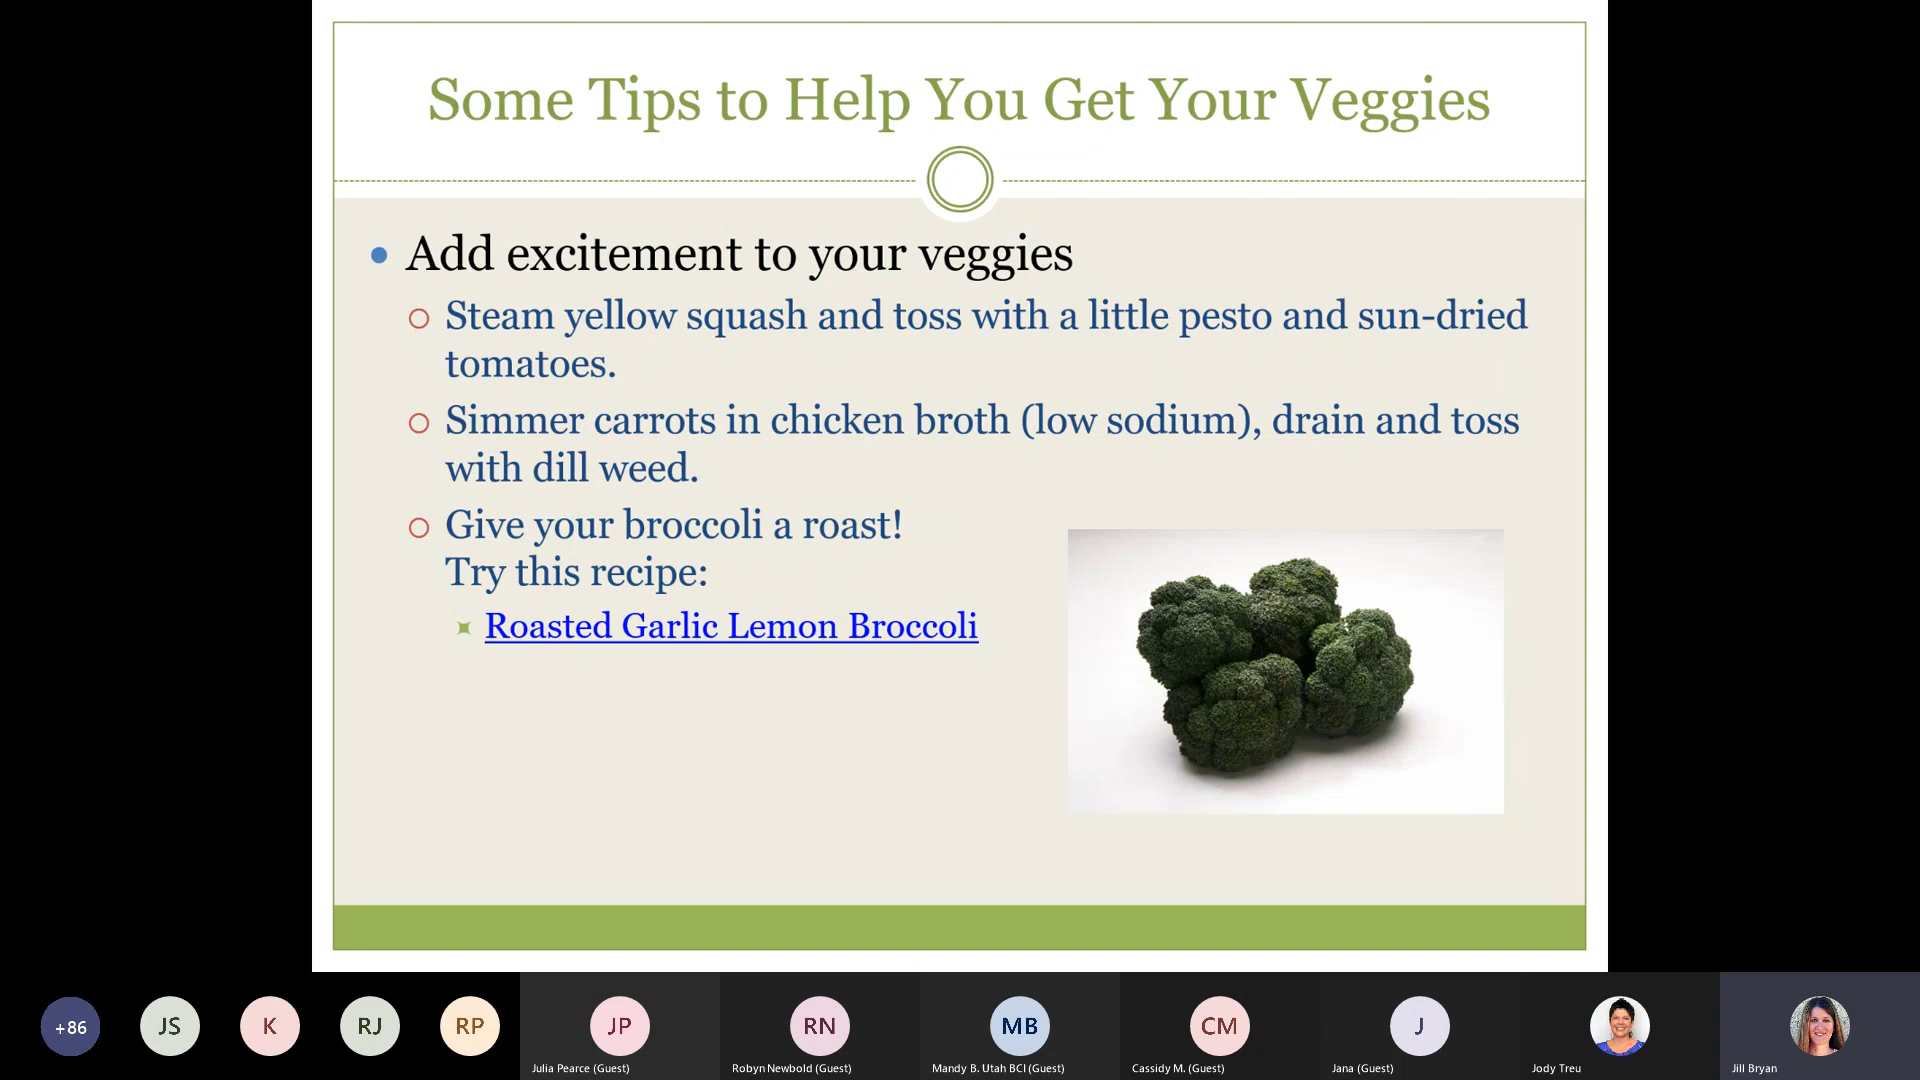 Some Tips to Help You Get Your Veggies
Add excitement to your veggies
Steam yellow squash and toss with a little pesto and sun-dried
tomatoes.
Simmer carrots in chicken broth (low sodium), drain and toss
with dill weed.
Give your broccoli a roast!
Try this recipe:
Roasted Garlic Lemon Broccoli
+86
JS
K
RJ
RP
JP
RN
MB
CM
J
Julia Pearce (Guest)
Robyn Newbold (Guest)
Mandy B. Utah BCI (Guest)
Cassidy M. (Guest)
Jana (Guest)
Jody Treu
Jill Bryan